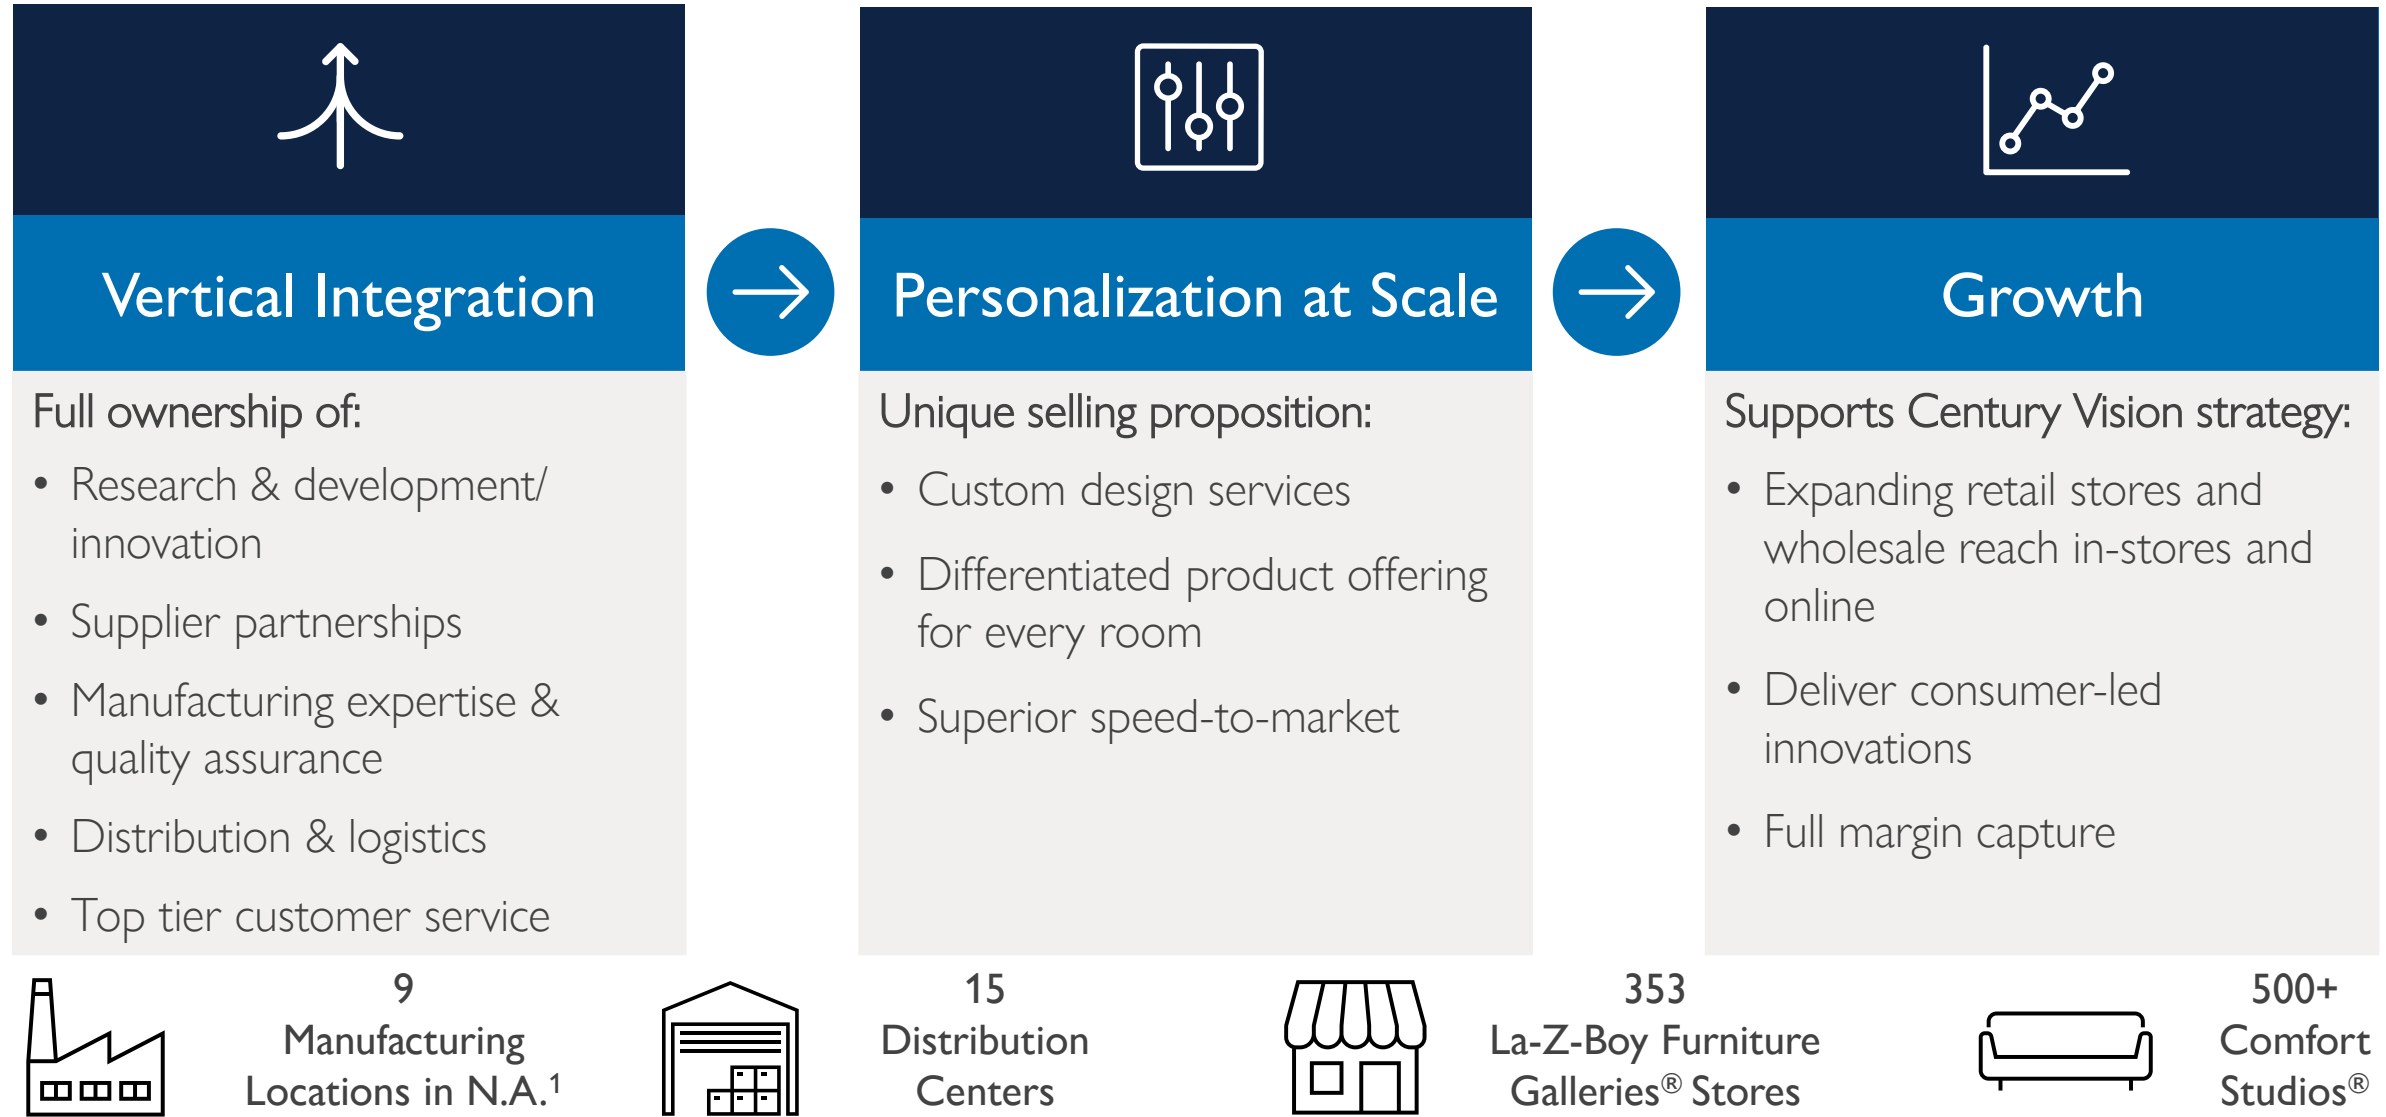 Vertical Integration
Full ownership of:
• Research & development/
innovation
• Supplier partnerships
• Manufacturing expertise &
quality assurance
• Distribution & logistics
• Top tier customer service
Personalization at Scale
Unique selling proposition:
• Custom design services
• Differentiated product offering
for every room
• Superior speed-to-market
Growth
Supports Century Vision strategy:
• Expanding retail stores and
wholesale reach in-stores and
online
• Deliver consumer-led
innovations
• Full margin capture
9
Manufacturing
Locations in N.A.¹
15
Distribution
Centers
353
La-Z-Boy Furniture
Galleries® Stores
500+
Comfort
Studios®